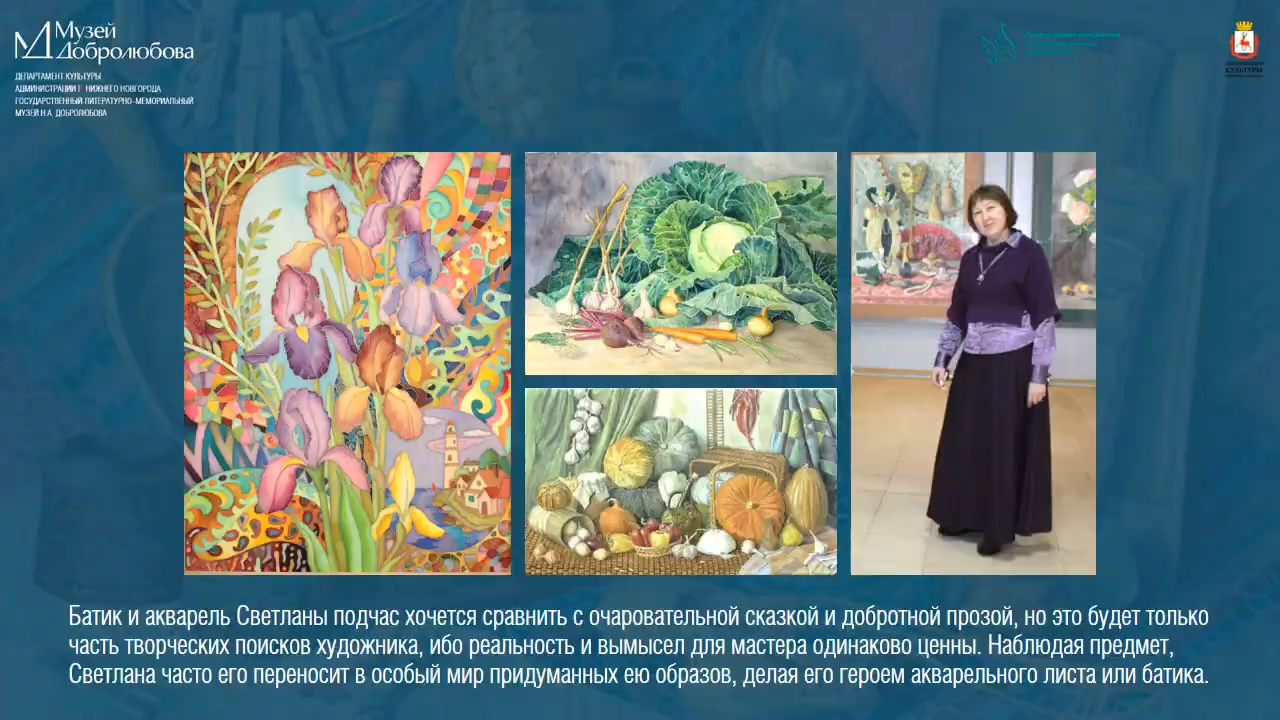 Музей
Добролюбова
ДЕПАРТАМЕНТ КУЛЬТУРЫ
АДМИНИСТРАЦИИ Г. НИЖНЕГО НОВГОРОДА
ГОСУДАРСТВЕННЫЙ ЛИТЕРАТУРНО-МЕМОРИАЛЬНЫЙ
МУЗЕЙ Н.А. ДОБРОЛЮБОВА
КУЛЬТУРЫ
Батик и акварель Светланы подчас хочется сравнить с очаровательной сказкой и добротной прозой, но это будет только
часть творческих поисков художника, ибо реальность и вымысел для мастера одинаково ценны. Наблюдая предмет,
Светлана часто его переносит в особый мир придуманных ею образов, делая его героем акварельного листа или батика.